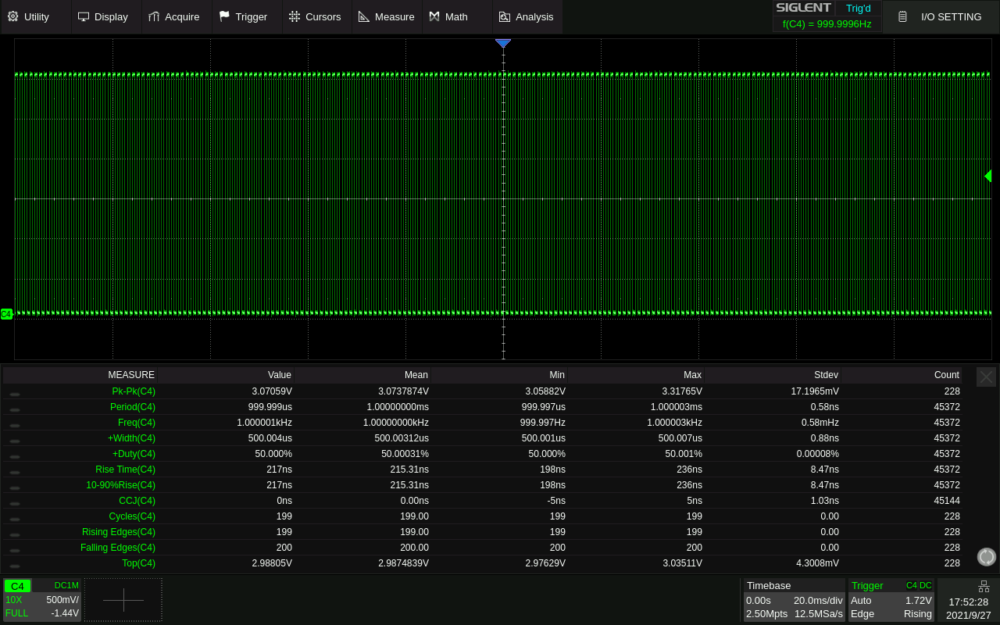 Utility Display Acquire Trigger Cursors Measure Math Analysis SIGLENT Trig'd I/O SETTING
f(C4) = 999.9996Hz
C4
MEASURE Value Mean Min Max Stdev Count
Pk-Pk(C4) 3.07059V 3.0737874V 3.05882V 3.31765V 17.1965mV 228
Period(C4) 999.999us 1.00000000ms 999.997us 1.000003ms 0.58ns 45372
Freq(C4) 1.000001kHz 1.00000000kHz 999.997Hz 1.000003kHz 0.58mHz 45372
+Width(C4) 500.004us 500.00312us 500.001us 500.007us 0.88ns 45372
+Duty(C4) 50.000% 50.00031% 50.000% 50.001% 0.00008% 45372
Rise Time(C4) 217ns 215.31ns 198ns 236ns 8.47ns 45372
10-90%Rise(C4) 217ns 215.31ns 198ns 236ns 8.47ns 45372
CCJ(C4) 0ns 0.00ns -5ns 5ns 1.03ns 45144
Cycles(C4) 199 199.00 199 199 0.00 228
Rising Edges(C4) 199 199.00 199 199 0.00 228
Falling Edges(C4) 200 200.00 200 200 0.00 228
Top(C4) 2.98805V 2.9874839V 2.97629V 3.03511V 4.3008mV 228
C4 DC1M
10X 500mV/
FULL -1.44V
Timebase
0.00s 20.0ms/div
2.50Mpts 12.5MSa/s
Trigger C4 DC
Auto 1.72V
Edge Rising
17:52:28
2021/9/27